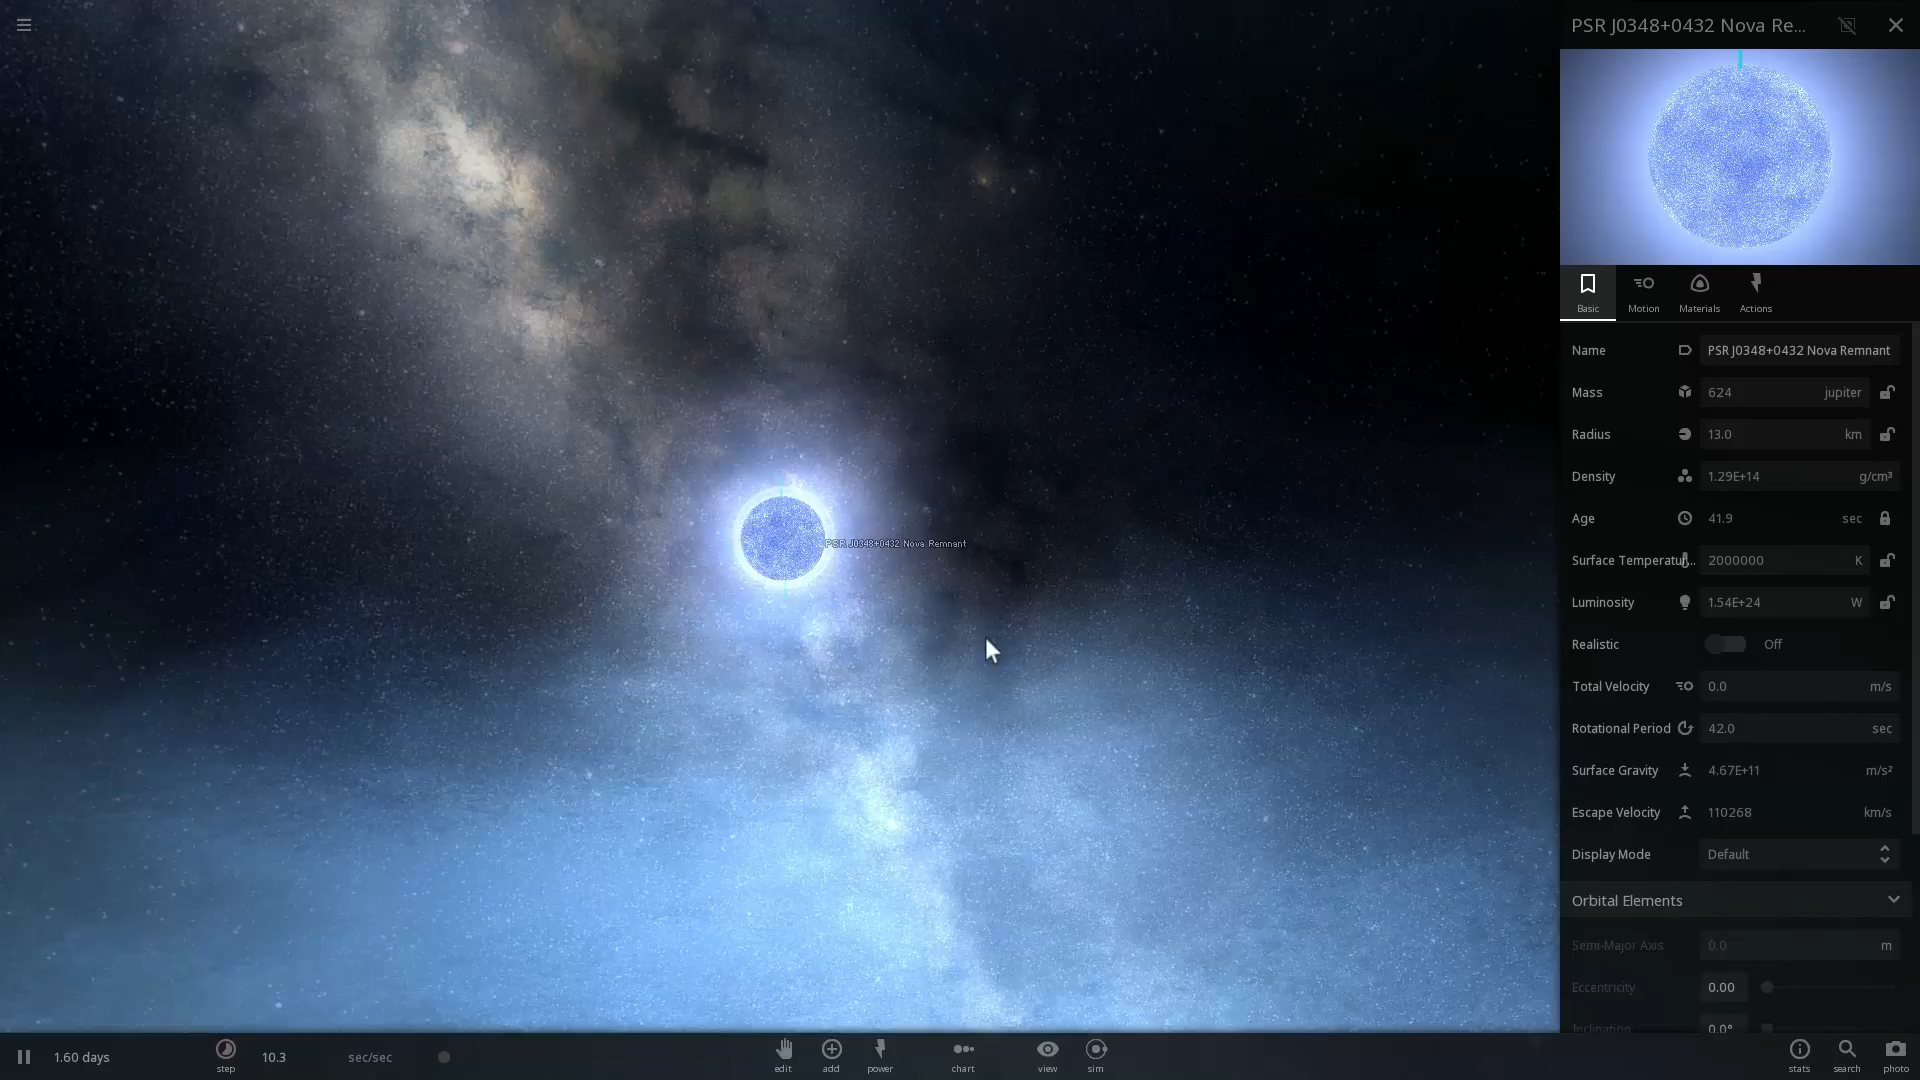 PSR J0348+0432 Nova Re...
Basic Motion Materials Actions
Name PSR J0348+0432 Nova Remnant
Mass 624 jupiter
Radius 13.0 km
Density 1.29E+14 g/cm³
Age 41.9 sec
Surface Temperatur... 2000000 K
Luminosity 1.54E+24 W
Realistic Off
Total Velocity 0.0 m/s
Rotational Period 42.0 sec
Surface Gravity 4.67E+11 m/s²
Escape Velocity 110268 km/s
Display Mode Default
Orbital Elements
Semi-Major Axis 0.0 m
Eccentricity 0.00
Inclination 0.0°
PSR J0348+0432 Nova Remnant
1.60 days step 10.3 sec/sec edit add power chart view sim stats search photo